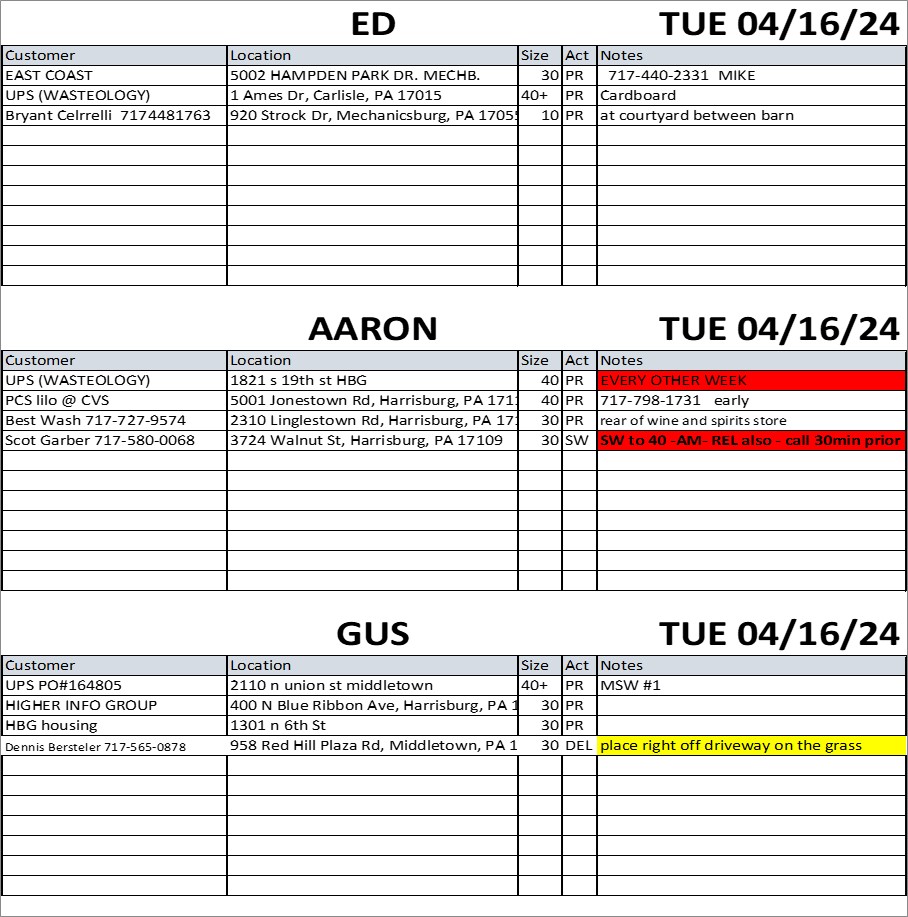 ED TUE 04/16/24
Customer Location Size Act Notes
EAST COAST 5002 HAMPDEN PARK DR. MECHB. 30 PR 717-440-2331 MIKE
UPS (WASTEOLOGY) 1 Ames Dr, Carlisle, PA 17015 40+ PR Cardboard
Bryant Celrrelli 7174481763 920 Strock Dr, Mechanicsburg, PA 17055 10 PR at courtyard between barn
AARON TUE 04/16/24
Customer Location Size Act Notes
UPS (WASTEOLOGY) 1821 s 19th st HBG 40 PR EVERY OTHER WEEK
PCS lilo @ CVS 5001 Jonestown Rd, Harrisburg, PA 171 40 PR 717-798-1731 early
Best Wash 717-727-9574 2310 Linglestown Rd, Harrisburg, PA 17 30 PR rear of wine and spirits store
Scot Garber 717-580-0068 3724 Walnut St, Harrisburg, PA 17109 30 SW SW to 40 -AM- REL also - call 30min prior
GUS TUE 04/16/24
Customer Location Size Act Notes
UPS PO#164805 2110 n union st middletown 40+ PR MSW #1
HIGHER INFO GROUP 400 N Blue Ribbon Ave, Harrisburg, PA 1 30 PR
HBG housing 1301 n 6th St 30 PR
Dennis Bersteler 717-565-0878 958 Red Hill Plaza Rd, Middletown, PA 1 30 DEL place right off driveway on the grass